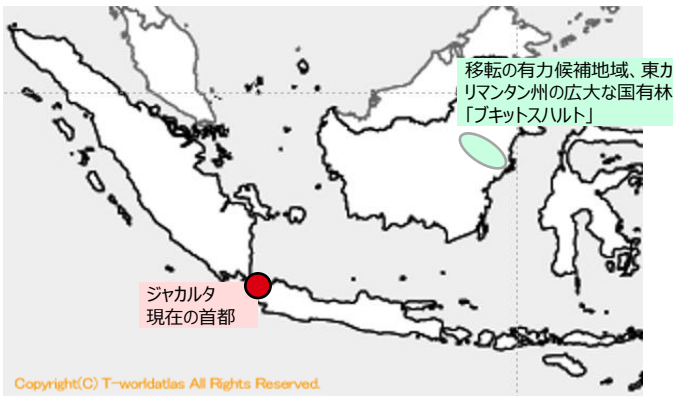 移転の有力候補地域、東カ
リマンタン州の広大な国有林
「ブキットスハルト」
ジャカルタ
現在の首都
Copyright(C) T-worldatlas All Rights Reserved.